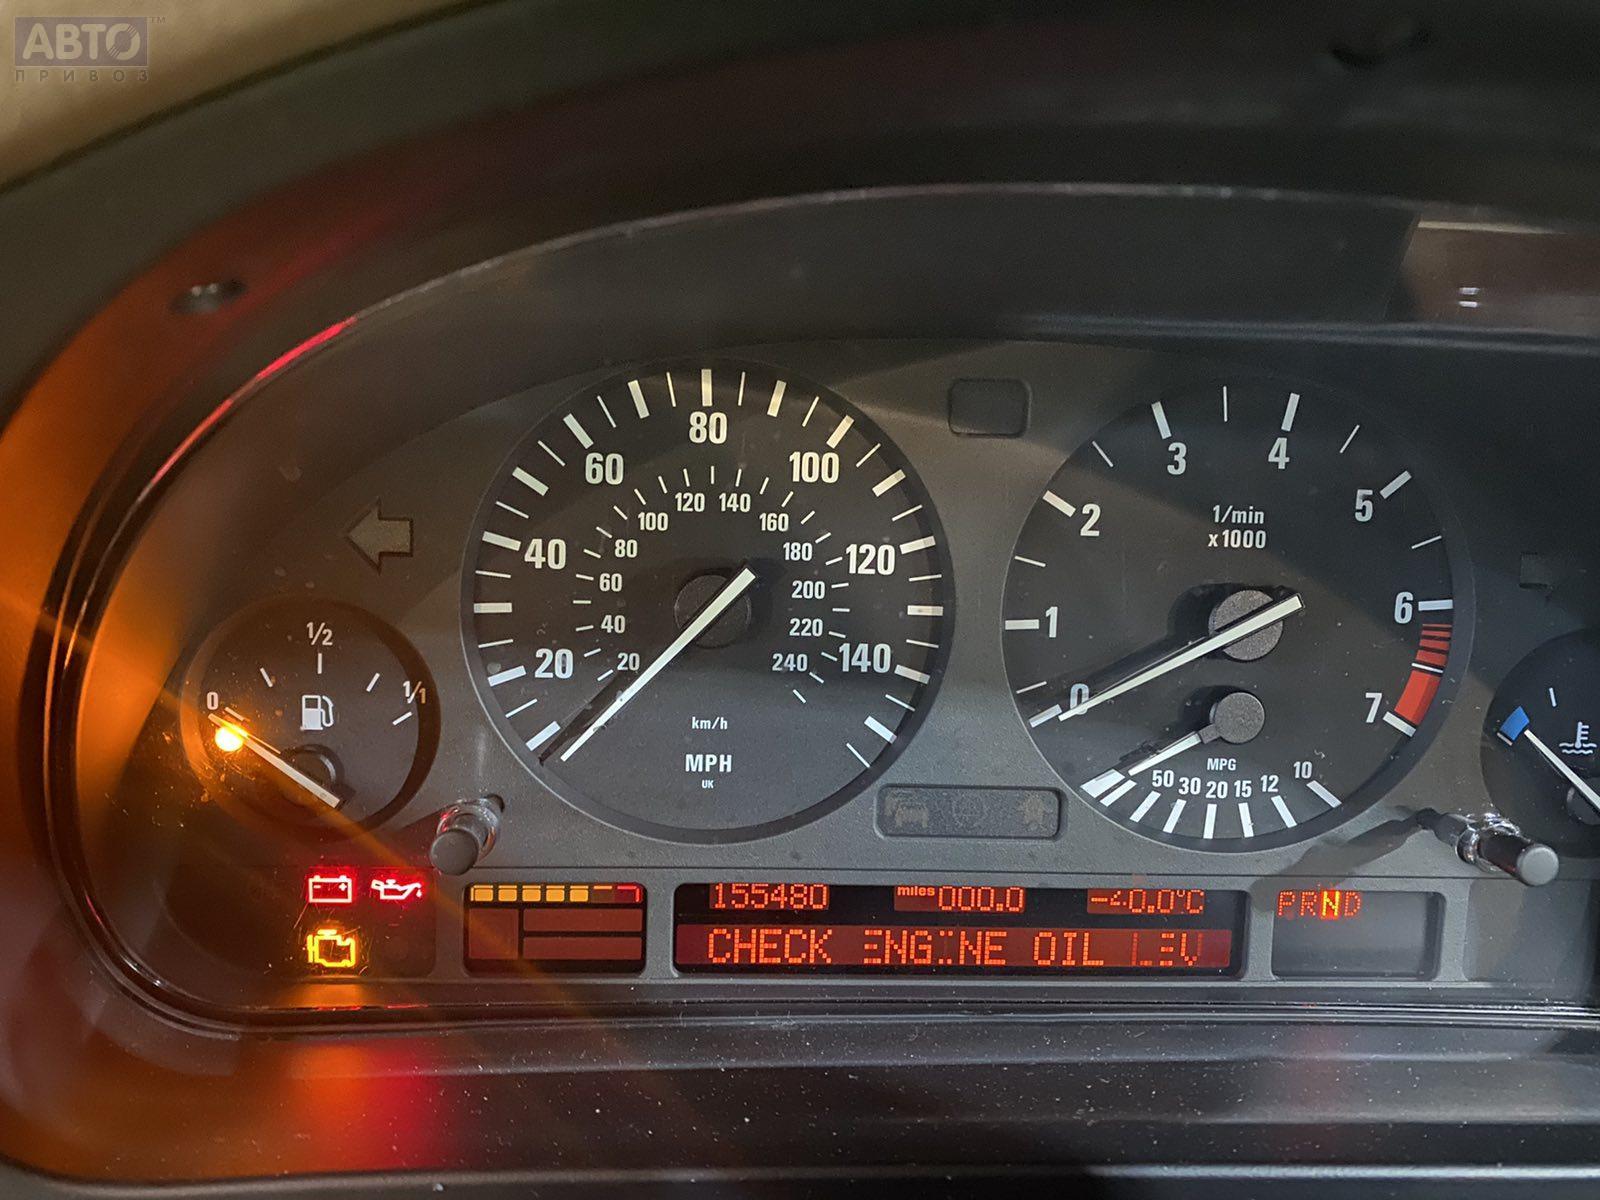 АВТО™
ПРИВОЗ
0
1/2
1/1
20
40
60
80
100
120
140
20
40
60
80
100
120
140
160
180
200
220
240
km/h
MPH
UK
0
1
2
3
4
5
6
7
1/min
x1000
MPG
50 30 20 15 12 10
155480
miles 000.0
-40.0°C
CHECK ENGINE OIL LEV
PRND